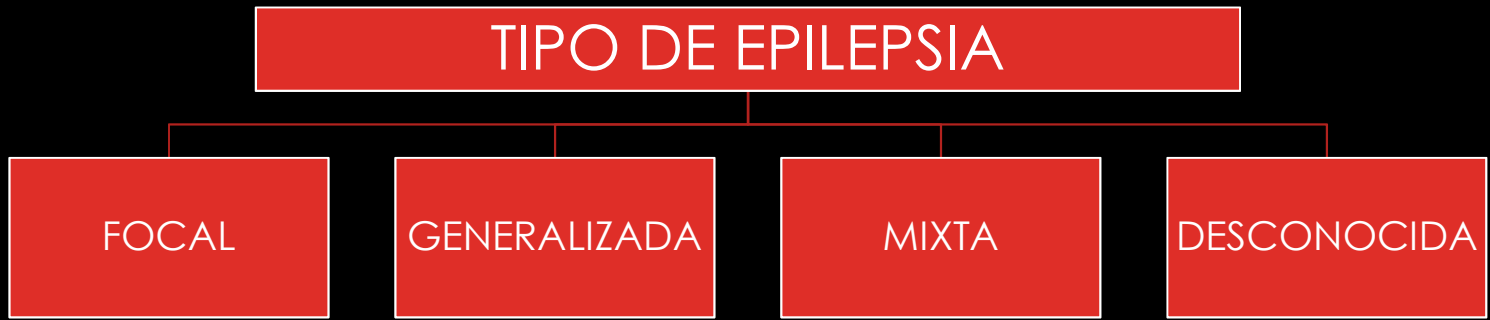 TIPO DE EPILEPSIA
FOCAL
GENERALIZADA
MIXTA
DESCONOCIDA